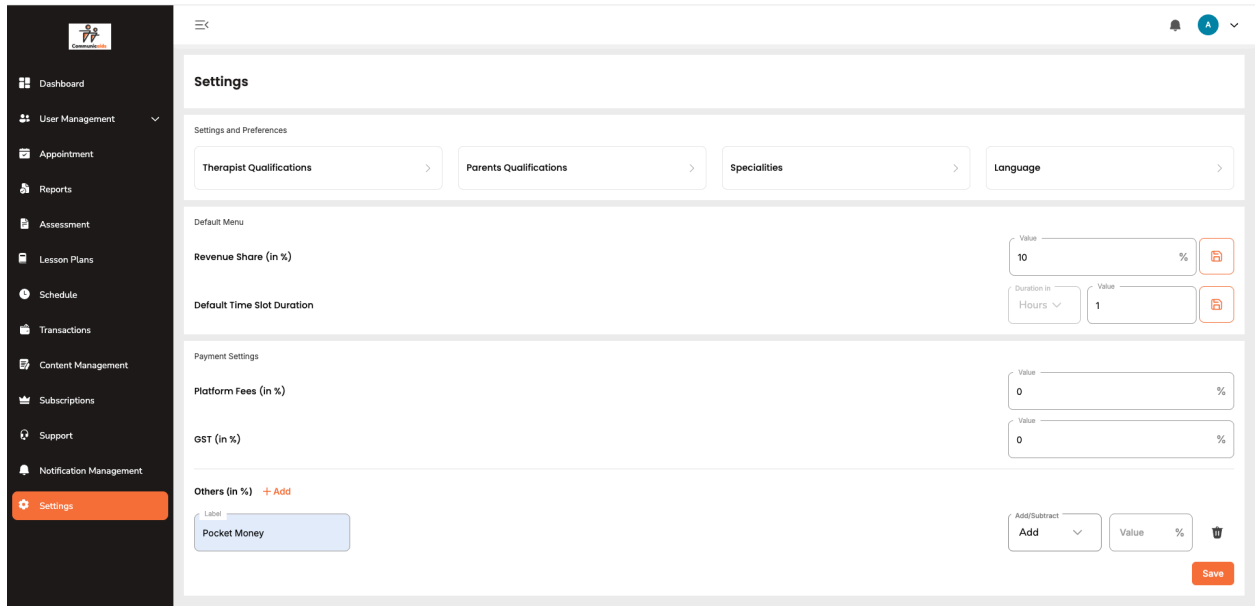 Communicaide
A
Dashboard
User Management
Appointment
Reports
Assessment
Lesson Plans
Schedule
Transactions
Content Management
Subscriptions
Support
Notification Management
Settings
Settings
Settings and Preferences
Therapist Qualifications
Parents Qualifications
Specialities
Language
Default Menu
Revenue Share (in %)
Value
10 %
Default Time Slot Duration
Duration in
Hours
Value
1
Payment Settings
Platform Fees (in %)
Value
0 %
GST (in %)
Value
0 %
Others (in %) + Add
Label
Pocket Money
Add/Subtract
Add
Value %
Save